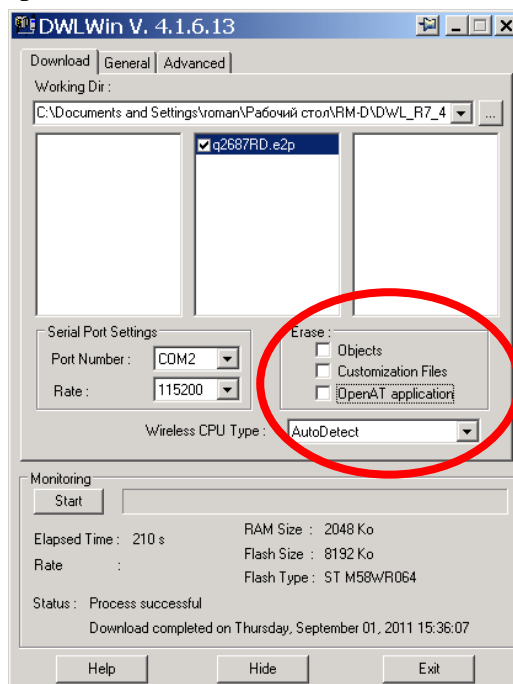 DWLWin V. 4.1.6.13
Download General Advanced
Working Dir :
C:\Documents and Settings\roman\Рабочий стол\RM-D\DWL_R7_4 ...
q2687RD.e2p
Serial Port Settings
Port Number : COM2
Rate : 115200
Erase :
Objects
Customization Files
OpenAT application
Wireless CPU Type : AutoDetect
Monitoring
Start
Elapsed Time : 210 s
Rate :
RAM Size : 2048 Ko
Flash Size : 8192 Ko
Flash Type : ST M58WR064
Status : Process successful
Download completed on Thursday, September 01, 2011 15:36:07
Help Hide Exit